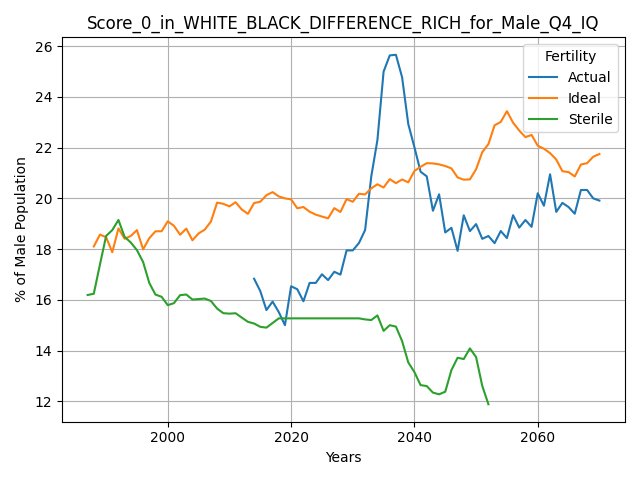 Score_0_in_WHITE_BLACK_DIFFERENCE_RICH_for_Male_Q4_IQ
Fertility
Actual
Ideal
Sterile
% of Male Population
26
24
22
20
18
16
14
12
2000
2020
2040
2060
Years